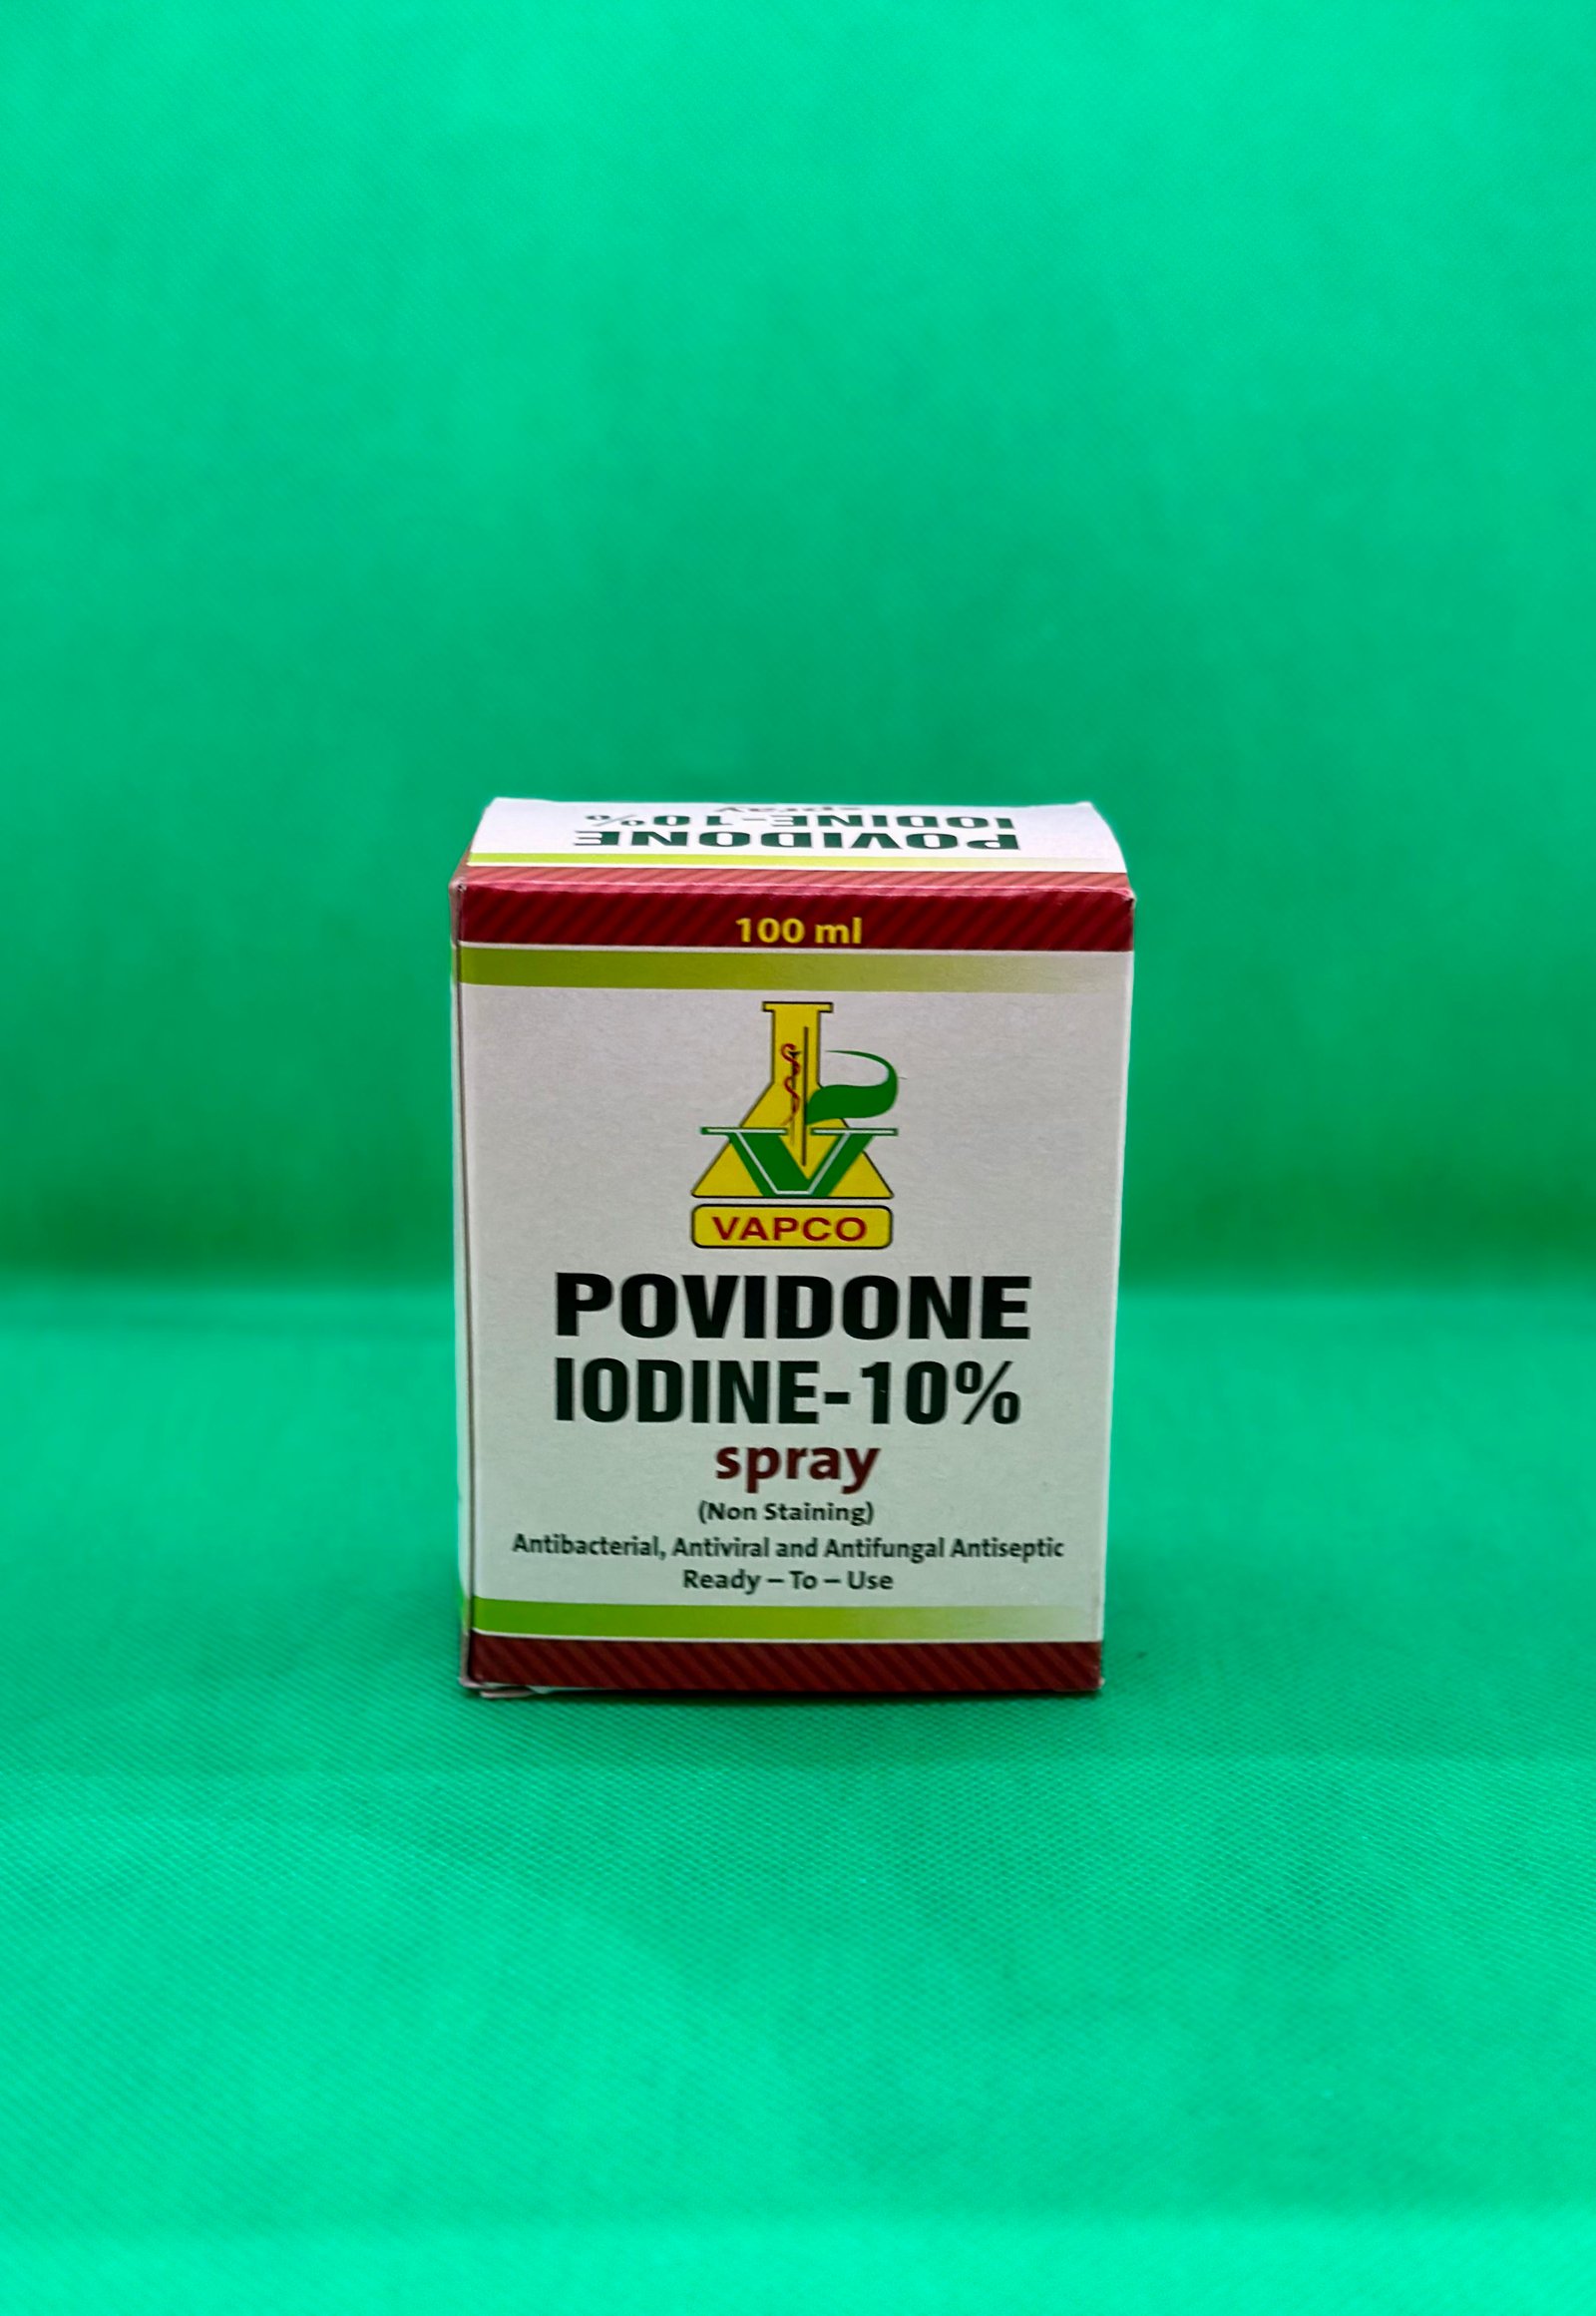 POVIDONE
IODINE-10%
spray
100 ml
VAPCO
POVIDONE
IODINE-10%
spray
(Non Staining)
Antibacterial, Antiviral and Antifungal Antiseptic
Ready – To – Use